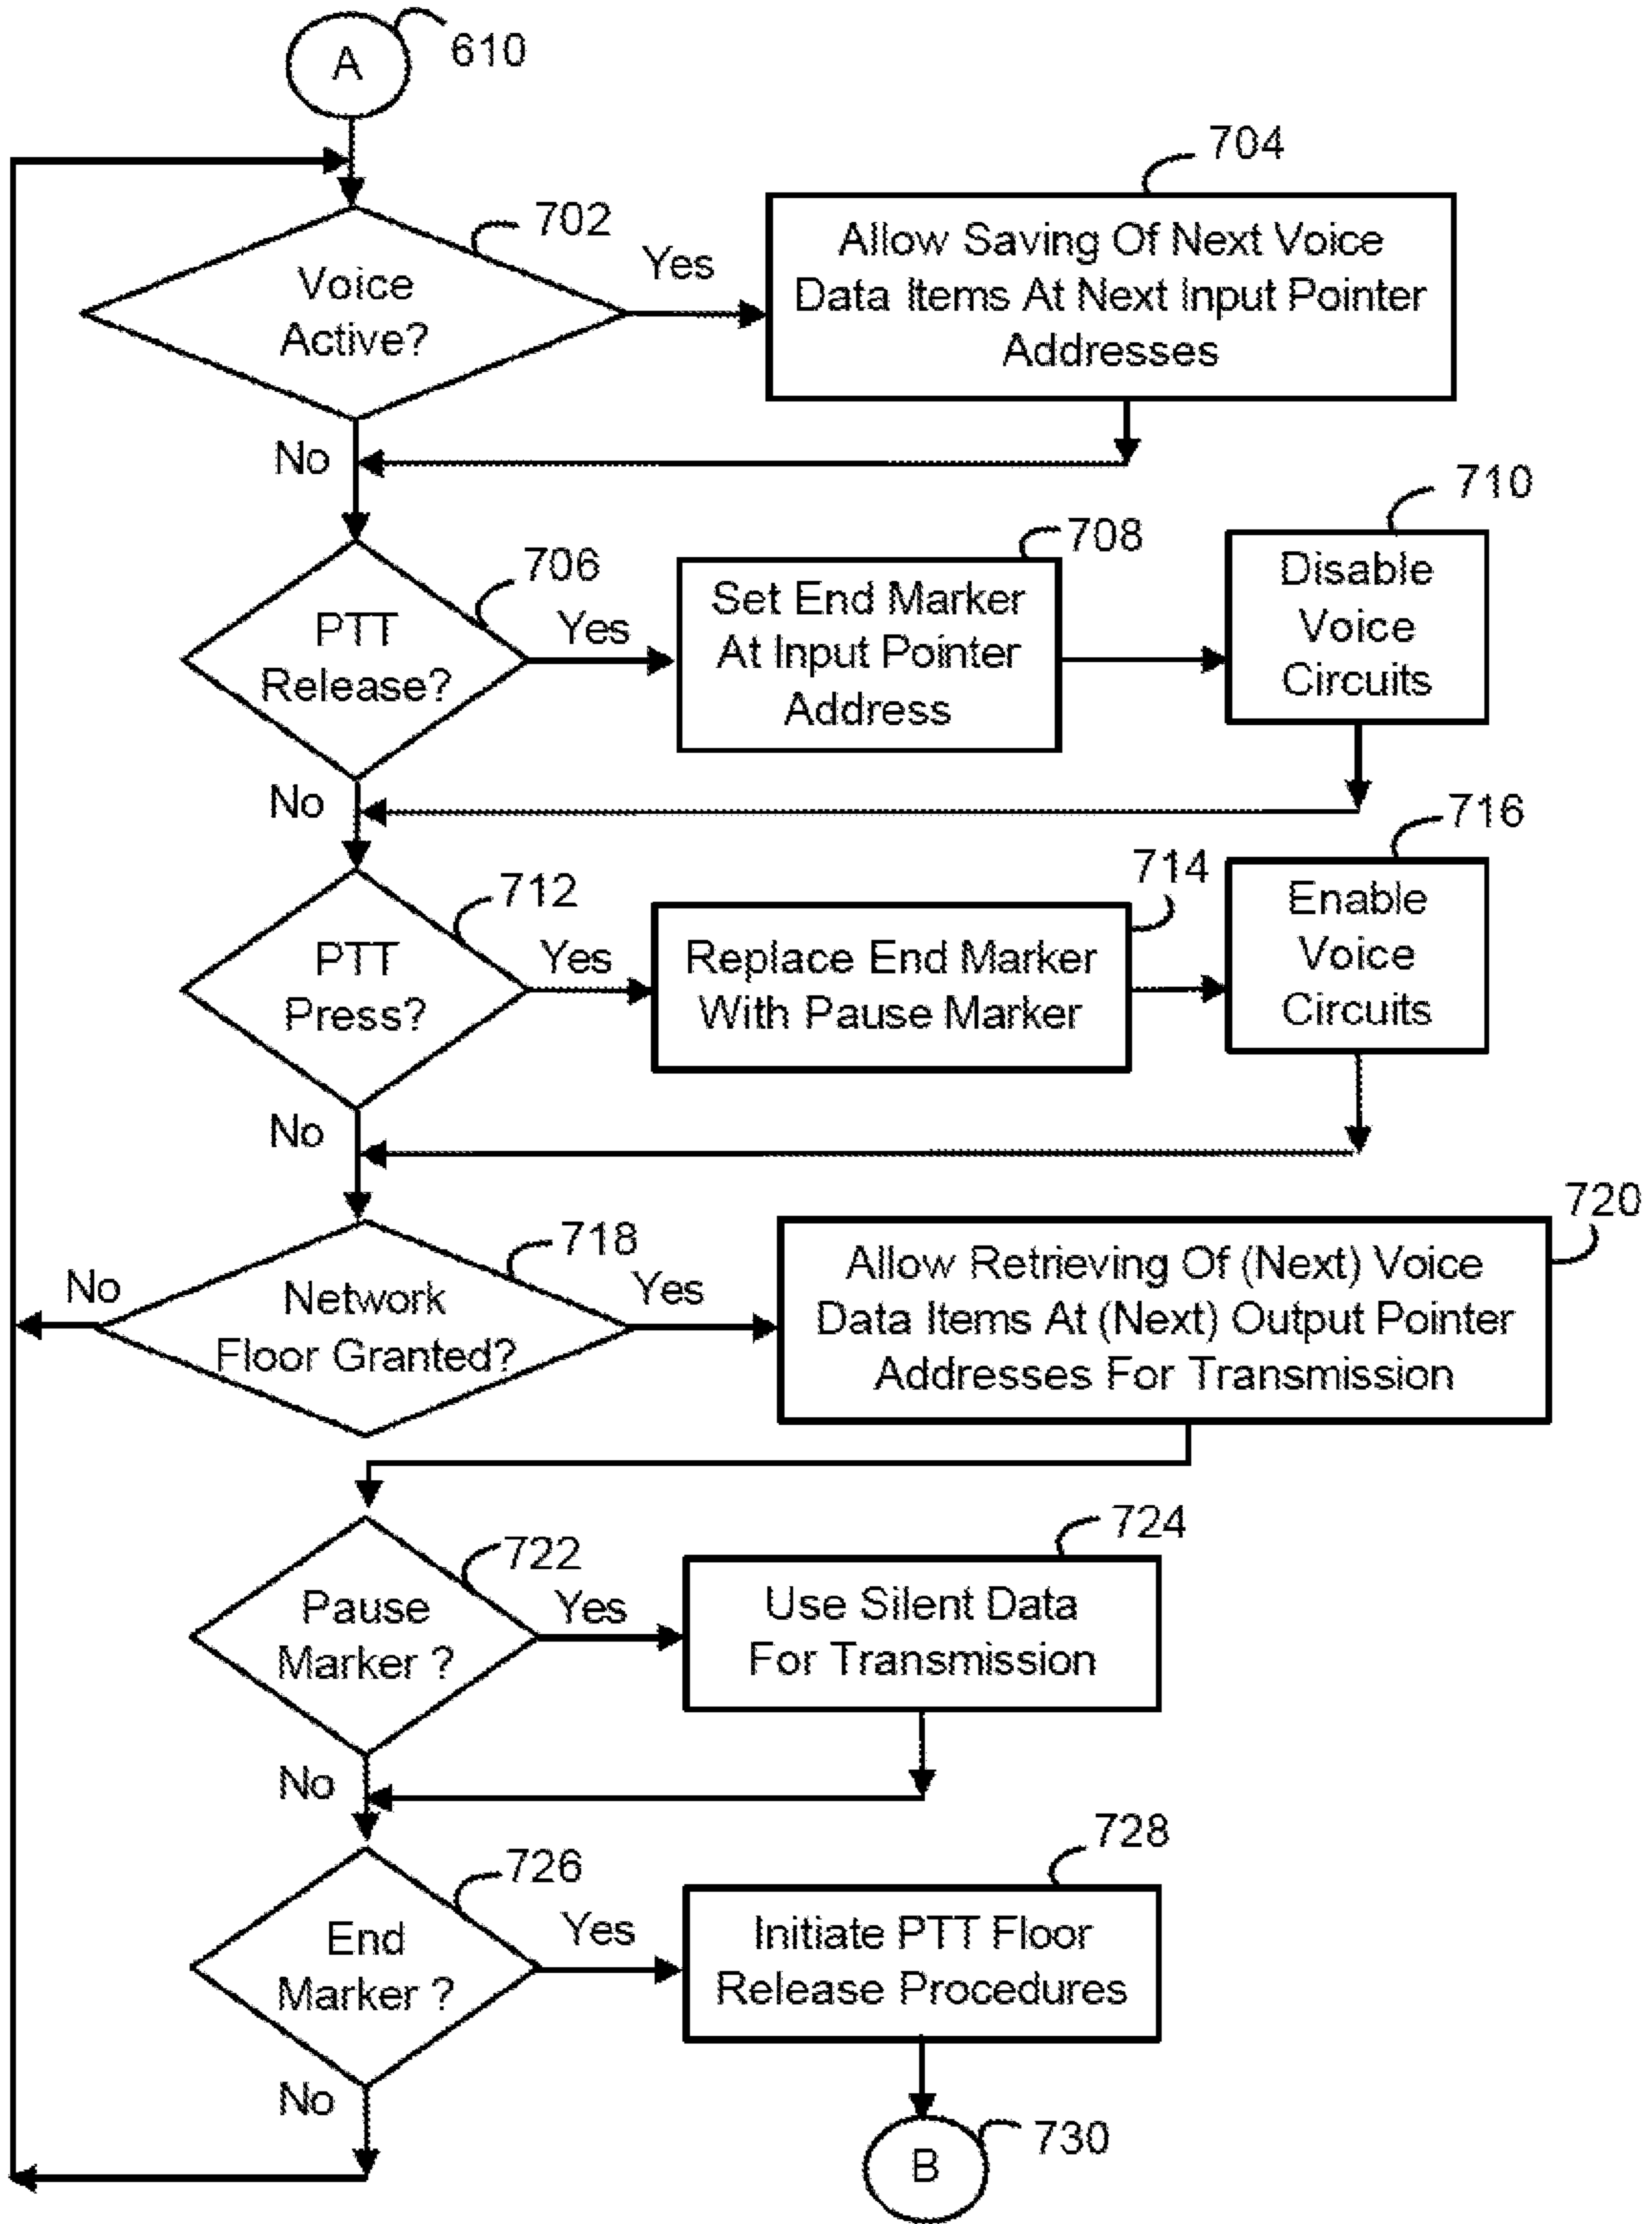 A
610
704
702
Voice
Active?
Yes
Allow Saving Of Next Voice
Data Items At Next Input Pointer
Addresses
No
710
706
708
PTT
Release?
Yes
Set End Marker
At Input Pointer
Address
Disable
Voice
Circuits
No
716
714
712
PTT
Press?
Yes
Replace End Marker
With Pause Marker
Enable
Voice
Circuits
No
720
718
No
Network
Floor Granted?
Yes
Allow Retrieving Of (Next) Voice
Data Items At (Next) Output Pointer
Addresses For Transmission
724
722
Pause
Marker ?
Yes
Use Silent Data
For Transmission
No
728
726
End
Marker ?
Yes
Initiate PTT Floor
Release Procedures
No
B
730